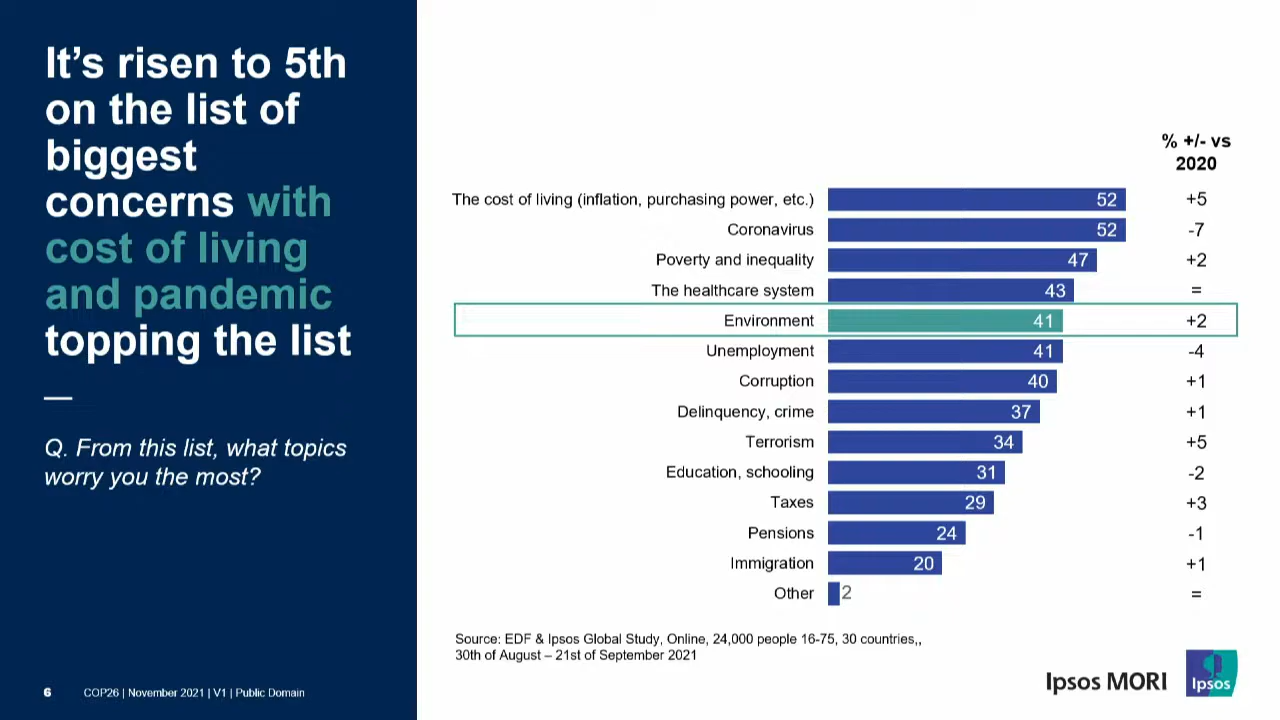 It’s risen to 5th
on the list of
biggest
concerns with
cost of living
and pandemic
topping the list
Q. From this list, what topics
worry you the most?
% +/- vs
2020
The cost of living (inflation, purchasing power, etc.) 52 +5
Coronavirus 52 -7
Poverty and inequality 47 +2
The healthcare system 43 =
Environment 41 +2
Unemployment 41 -4
Corruption 40 +1
Delinquency, crime 37 +1
Terrorism 34 +5
Education, schooling 31 -2
Taxes 29 +3
Pensions 24 -1
Immigration 20 +1
Other 2 =
Source: EDF & Ipsos Global Study, Online, 24,000 people 16-75, 30 countries,,
30th of August – 21st of September 2021
6 COP26 | November 2021 | V1 | Public Domain
Ipsos MORI
Ipsos